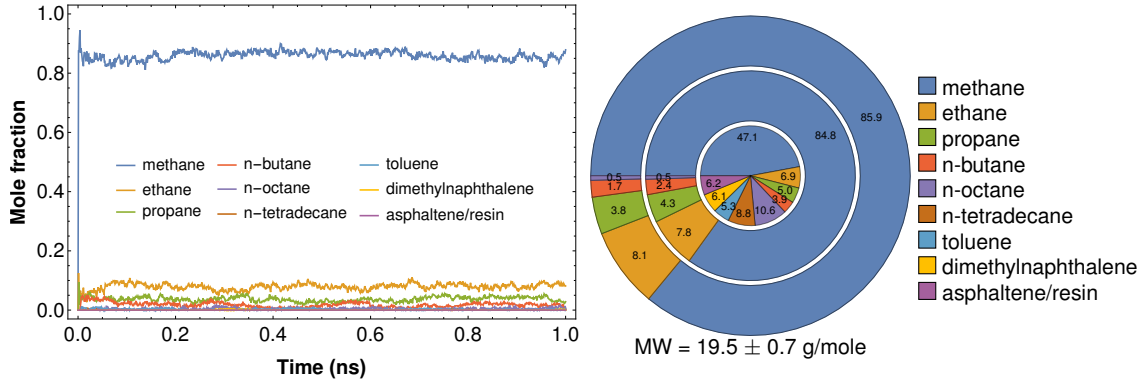 Mole fraction
1.0
0.8
0.6
0.4
0.2
0.0
methane
ethane
propane
n-butane
n-octane
n-tetradecane
toluene
dimethylnaphthalene
asphaltene/resin
0.0 0.2 0.4 0.6 0.8 1.0
Time (ns)
85.9
84.8
47.1
0.5 0.5
1.7 2.4
3.8 4.3
8.1 7.8
6.9
5.0
3.9
10.6
8.8
5.3
6.1
6.2
MW = 19.5 ± 0.7 g/mole
methane
ethane
propane
n-butane
n-octane
n-tetradecane
toluene
dimethylnaphthalene
asphaltene/resin